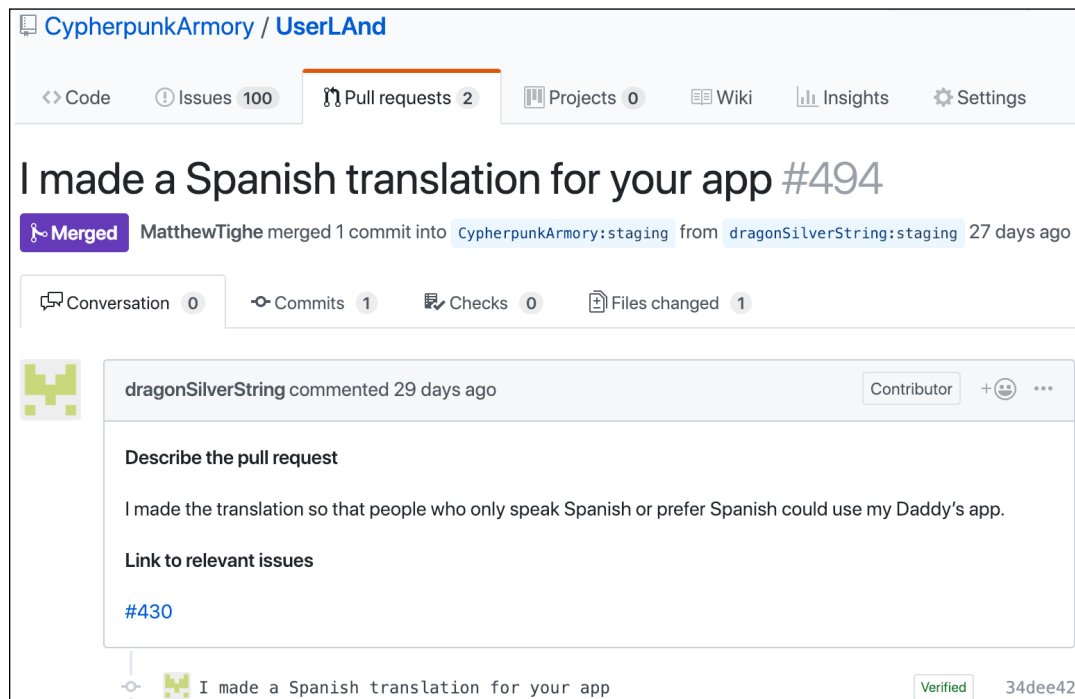 CypherpunkArmory / UserLAnd
Code Issues 100 Pull requests 2 Projects 0 Wiki Insights Settings
I made a Spanish translation for your app #494
Merged MatthewTighe merged 1 commit into CypherpunkArmory:staging from dragonSilverString:staging 27 days ago
Conversation 0 Commits 1 Checks 0 Files changed 1
dragonSilverString commented 29 days ago Contributor
Describe the pull request
I made the translation so that people who only speak Spanish or prefer Spanish could use my Daddy's app.
Link to relevant issues
#430
I made a Spanish translation for your app Verified 34dee42